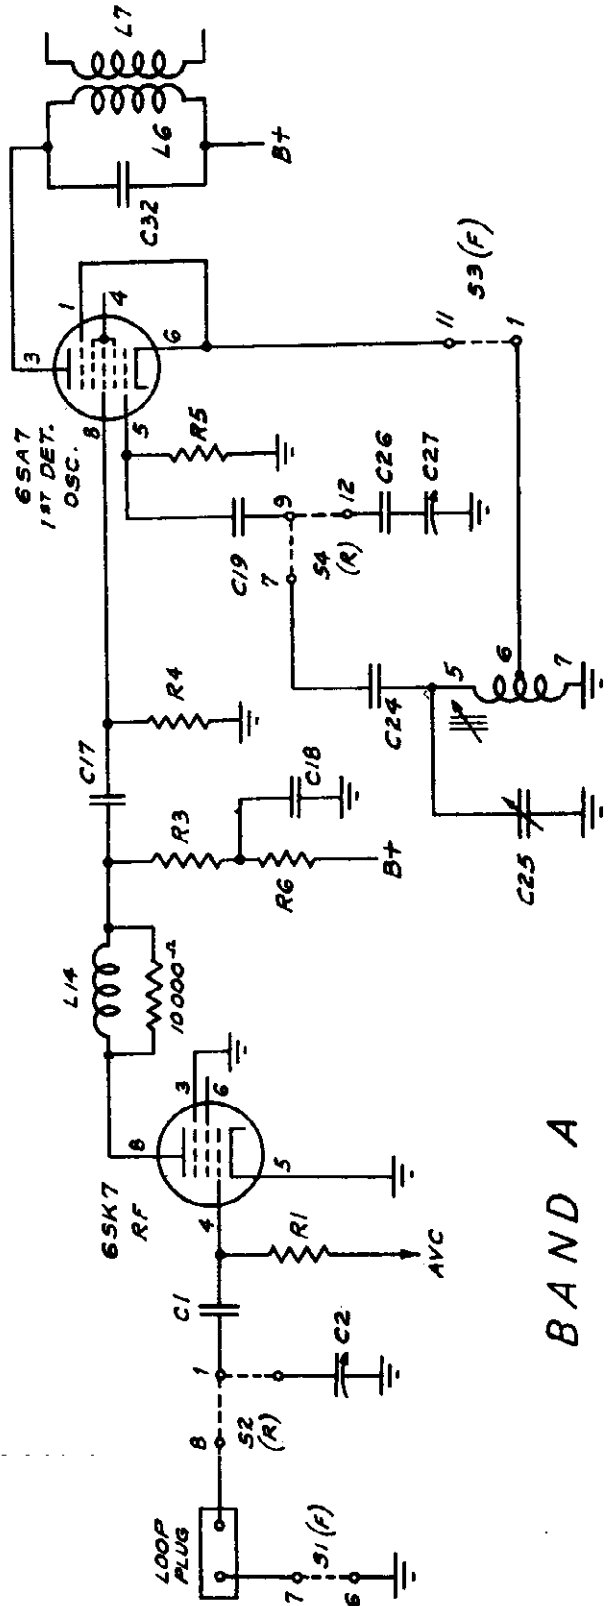 LOOP
PLUG
7
S1(F)
6
8
S2
(R)
1
C2
C1
R1
AVC
6SK7
RF
4
8
3
6
5
L14
10000Ω
R3
R6
C18
B+
C17
R4
6SA7
1ST DET.
OSC.
8
5
3
1
4
6
R5
C19
9
7
S4
(R)
12
C26
C27
C24
5
6
7
C25
11
S3(F)
1
C32
L6
L7
B+
BAND A